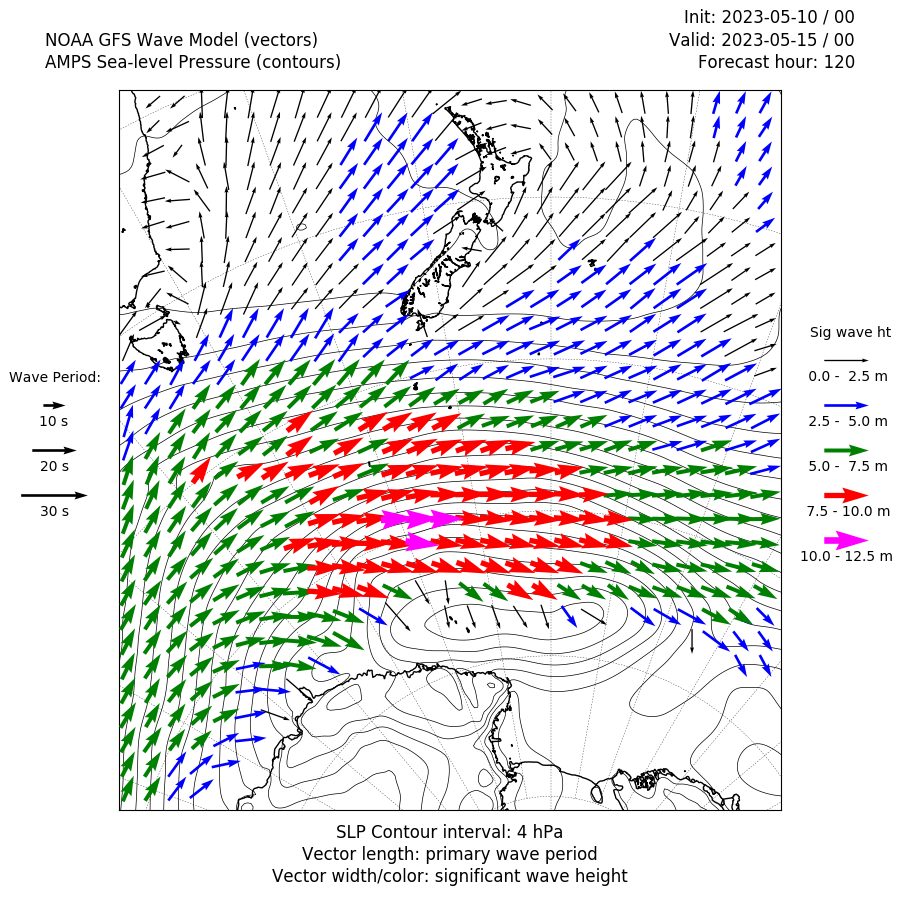 Init: 2023-05-10 / 00
NOAA GFS Wave Model (vectors)
Valid: 2023-05-15 / 00
AMPS Sea-level Pressure (contours)
Forecast hour: 120
Sig wave ht
0.0 - 2.5 m
2.5 - 5.0 m
5.0 - 7.5 m
7.5 - 10.0 m
10.0 - 12.5 m
Wave Period:
10 s
20 s
30 s
SLP Contour interval: 4 hPa
Vector length: primary wave period
Vector width/color: significant wave height